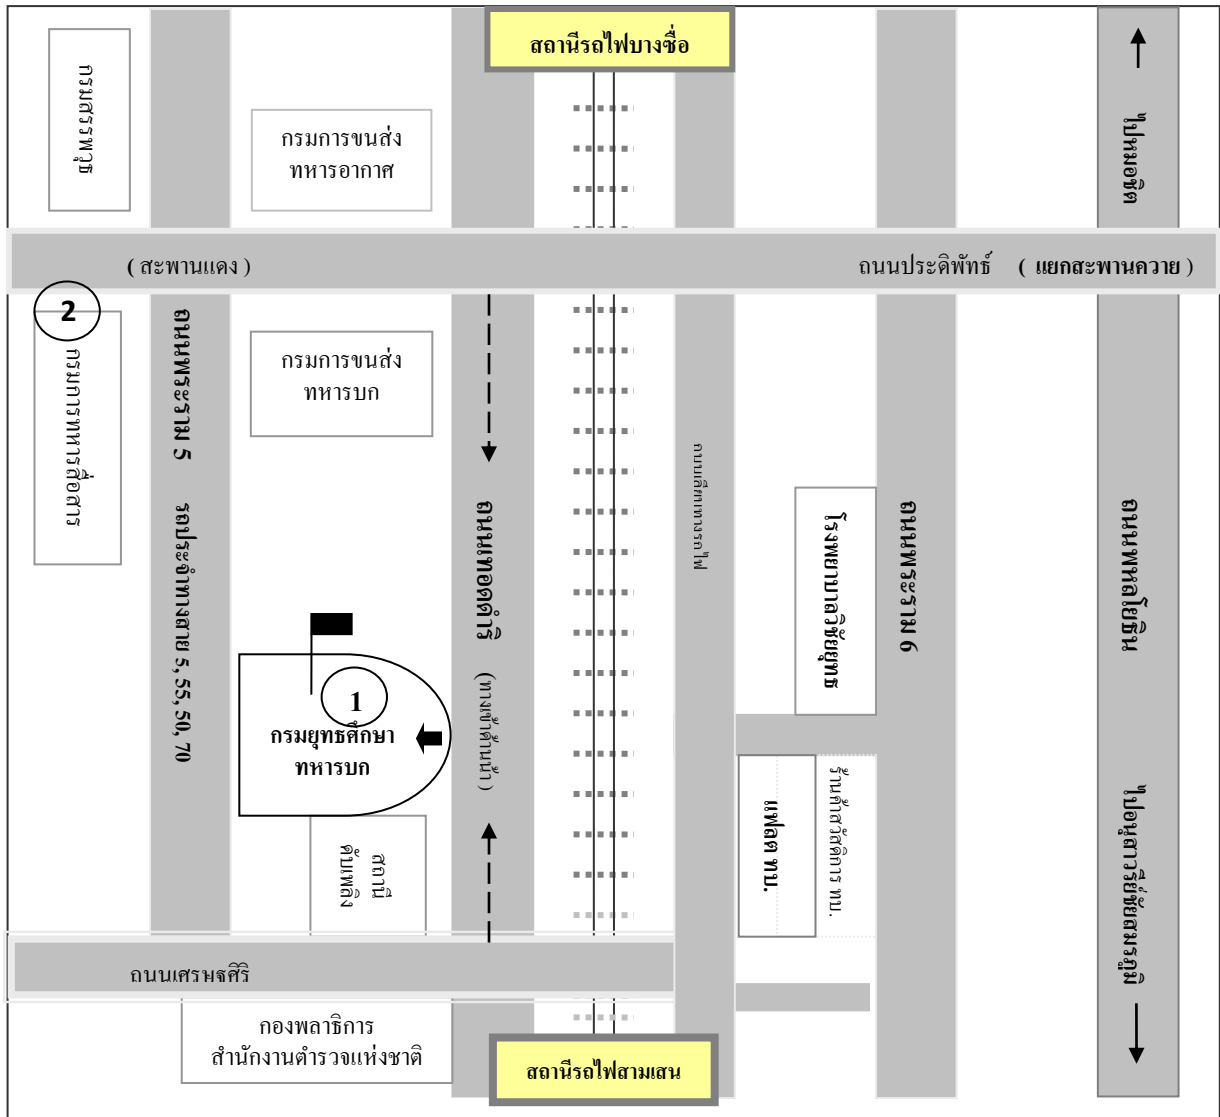 สถานีรถไฟบางซื่อ
กรมสรรพาวุธ
กรมการขนส่ง
ทหารอากาศ
ไปหมอชิต
( สะพานแดง )
ถนนประดิพัทธ์ ( แยกสะพานควาย )
2
กรมการทหารสื่อสาร
ถนนพระราม 5 รถประจำทางสาย 5, 55, 50, 70
กรมการขนส่ง
ทหารบก
ถนนเทอดดำริ (ทางเข้าด้านหน้า )
ถนนเลียบทางรถไฟ
โรงพยาบาลวิชัยยุทธ
ถนนพระราม 6
ถนนพหลโยธิน
1
กรมยุทธศึกษา
ทหารบก
สถานี
ดับเพลิง
แฟลต ทบ.
ร้านค้าสวัสดิการ ทบ.
ไปอนุสาวรีย์ชัยสมรภูมิ
ถนนเศรษฐศิริ
กองพลาธิการ
สำนักงานตำรวจแห่งชาติ
สถานีรถไฟสามเสน